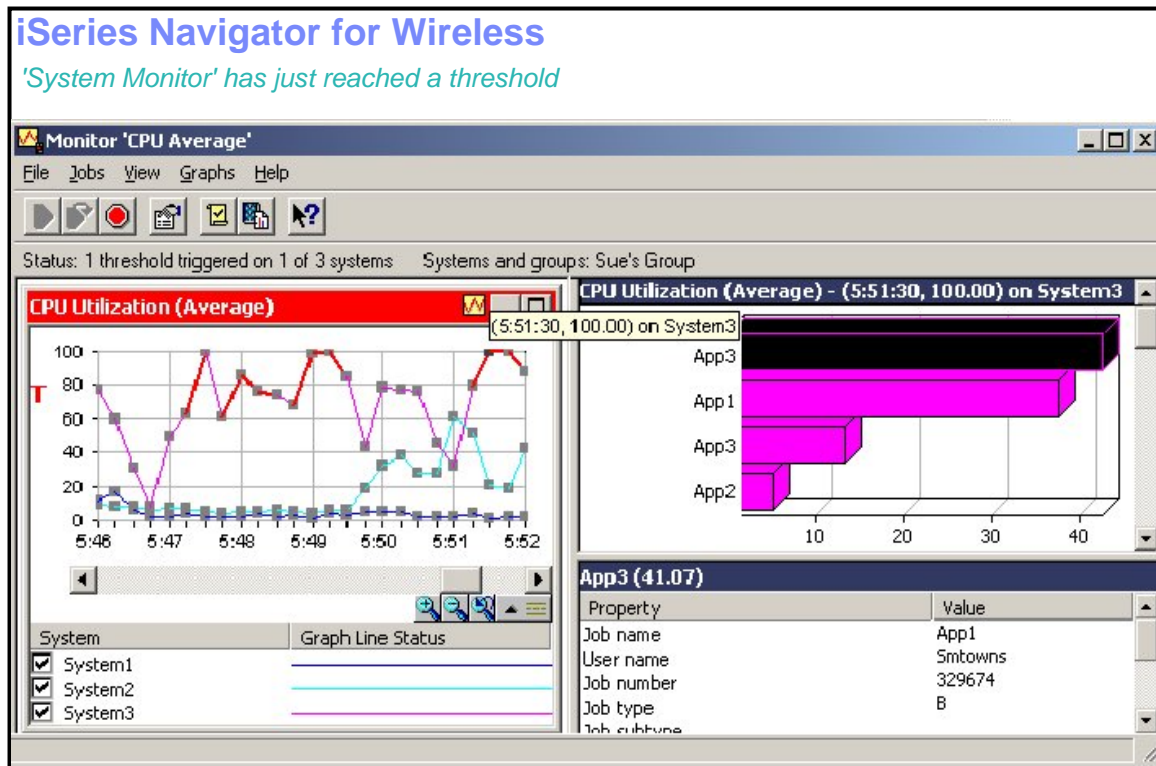 iSeries Navigator for Wireless
'System Monitor' has just reached a threshold
Monitor 'CPU Average'
File Jobs View Graphs Help
Status: 1 threshold triggered on 1 of 3 systems Systems and groups: Sue's Group
CPU Utilization (Average)
(5:51:30, 100.00) on System3
100
80
60
40
20
0
T
5:46 5:47 5:48 5:49 5:50 5:51 5:52
System Graph Line Status
System1
System2
System3
CPU Utilization (Average) - (5:51:30, 100.00) on System3
App3
App1
App3
App2
10 20 30 40
App3 (41.07)
Property Value
Job name App1
User name Smtowns
Job number 329674
Job type B
Job subtype